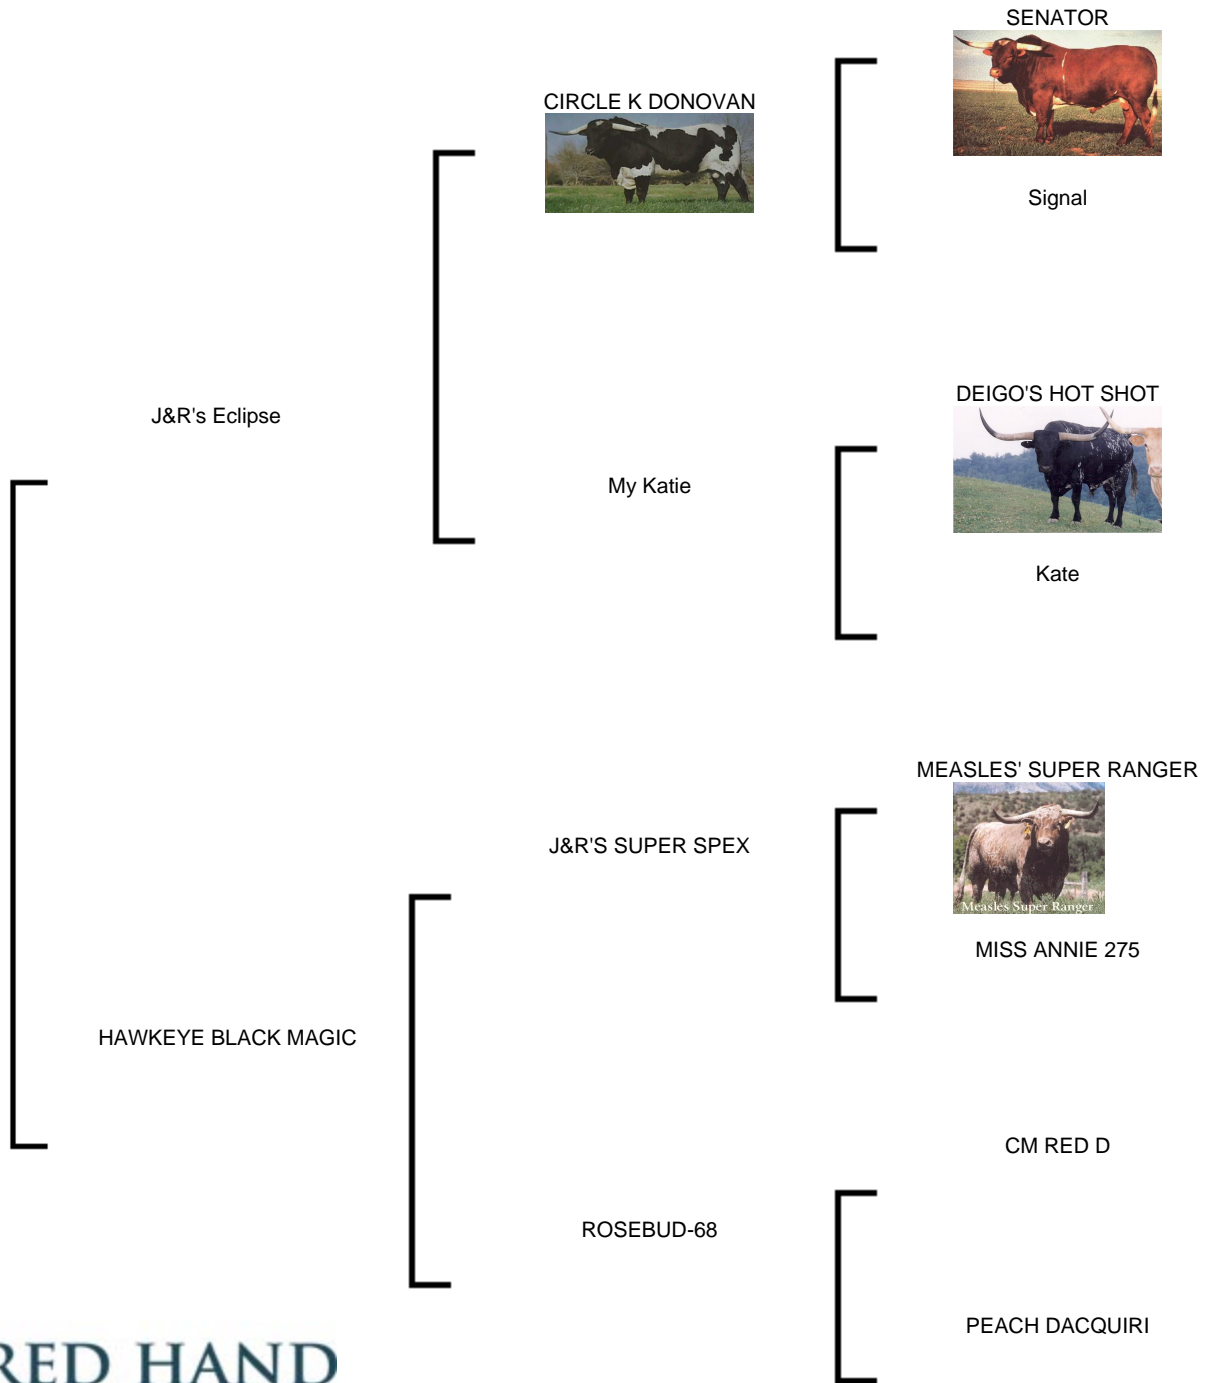 SENATOR
CIRCLE K DONOVAN
Signal
J&R's Eclipse
DEIGO'S HOT SHOT
My Katie
Kate
MEASLES' SUPER RANGER
J&R'S SUPER SPEX
Measles Super Ranger
MISS ANNIE 275
HAWKEYE BLACK MAGIC
CM RED D
ROSEBUD-68
PEACH DACQUIRI
RED HAND